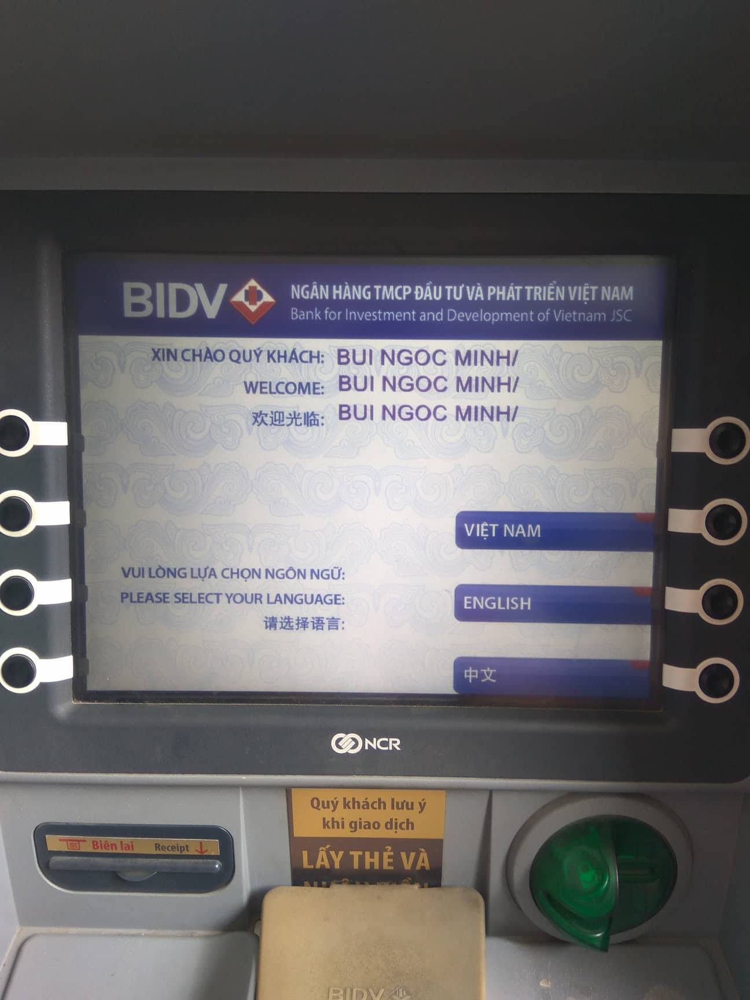 BIDV
NGÂN HÀNG TMCP ĐẦU TƯ VÀ PHÁT TRIỂN VIỆT NAM
Bank for Investment and Development of Vietnam JSC
XIN CHÀO QUÝ KHÁCH: BUI NGOC MINH/
WELCOME: BUI NGOC MINH/
欢迎光临: BUI NGOC MINH/
VIỆT NAM
VUI LÒNG LỰA CHỌN NGÔN NGỮ:
PLEASE SELECT YOUR LANGUAGE:
ENGLISH
请选择语言:
中文
NCR
Quý khách lưu ý
khi giao dịch
LẤY THẺ VÀ
Biên lai Receipt
BIDV